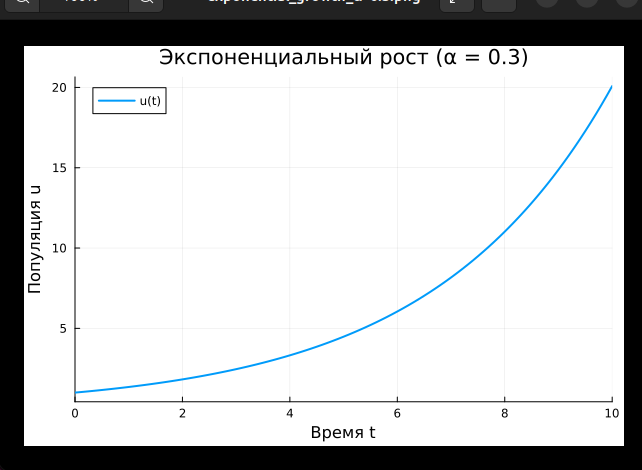 Экспоненциальный рост (α = 0.3)
u(t)
Популяция u
20
15
10
5
0 2 4 6 8 10
Время t